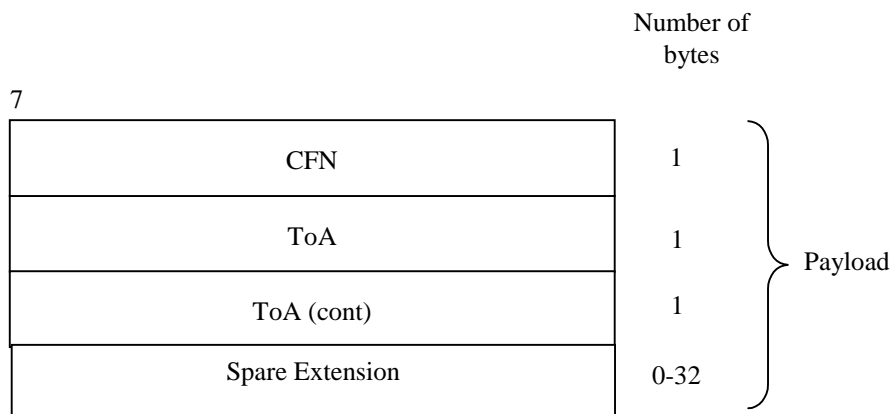 Number of
bytes
7
CFN 1
ToA 1
Payload
ToA (cont) 1
Spare Extension 0-32